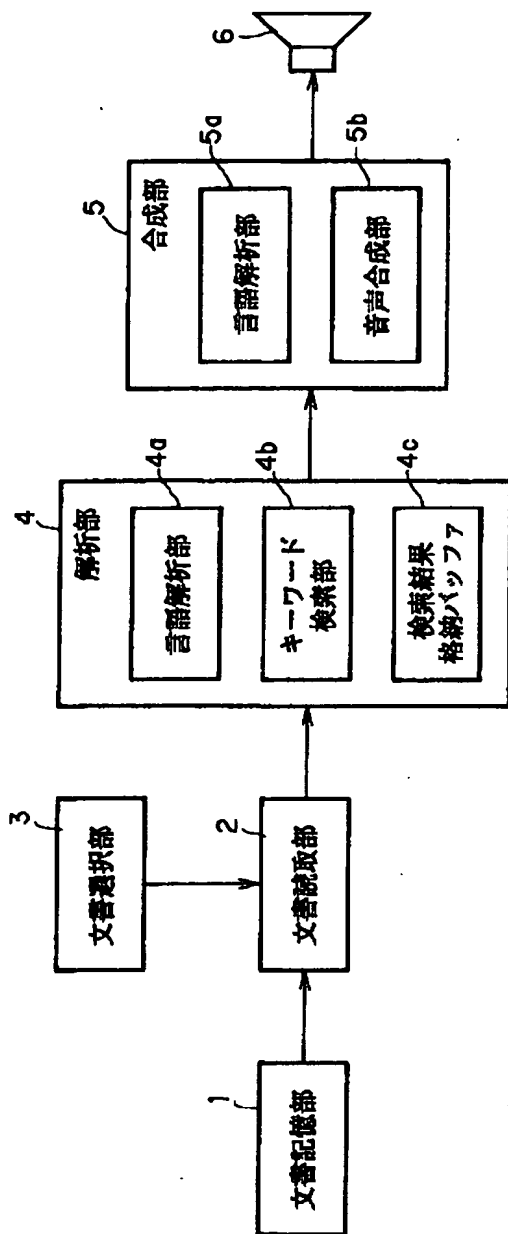 1
文書記憶部
2
文書読取部
3
文書選択部
4
解析部
4a
言語解析部
4b
キーワード
検索部
4c
検索結果
格納バッファ
5
合成部
5a
言語解析部
5b
音声合成部
6